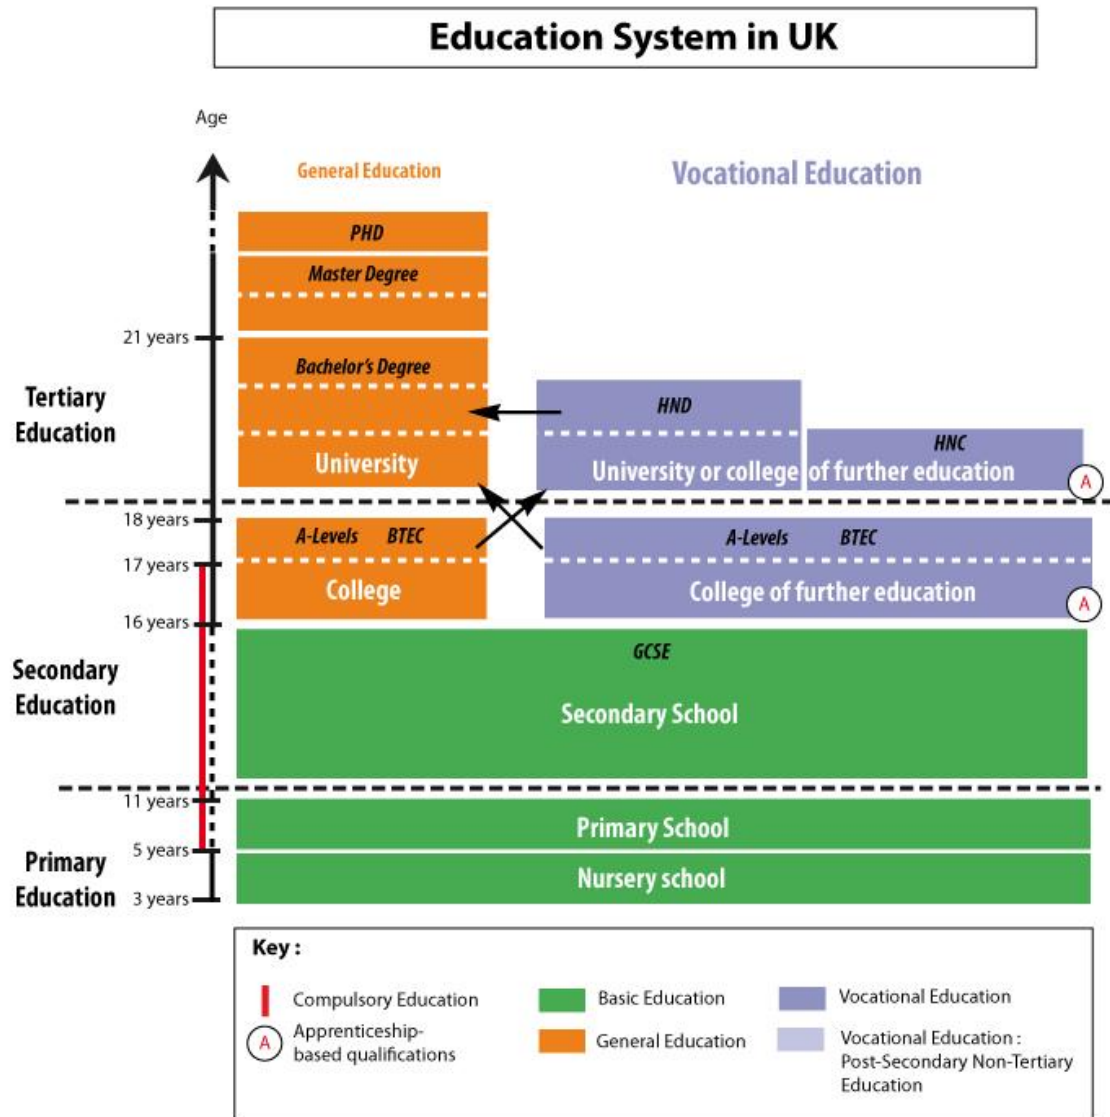 Education System in UK
Age
General Education
Vocational Education
PHD
Master Degree
21 years
Bachelor's Degree
Tertiary
Education
HND
HNC
University
University or college of further education
A
18 years
A-Levels BTEC
A-Levels BTEC
17 years
College
College of further education
A
16 years
GCSE
Secondary
Education
Secondary School
11 years
Primary School
5 years
Primary
Education
Nursery school
3 years
Key :
Compulsory Education
A
Apprenticeship-
based qualifications
Basic Education
General Education
Vocational Education
Vocational Education :
Post-Secondary Non-Tertiary
Education